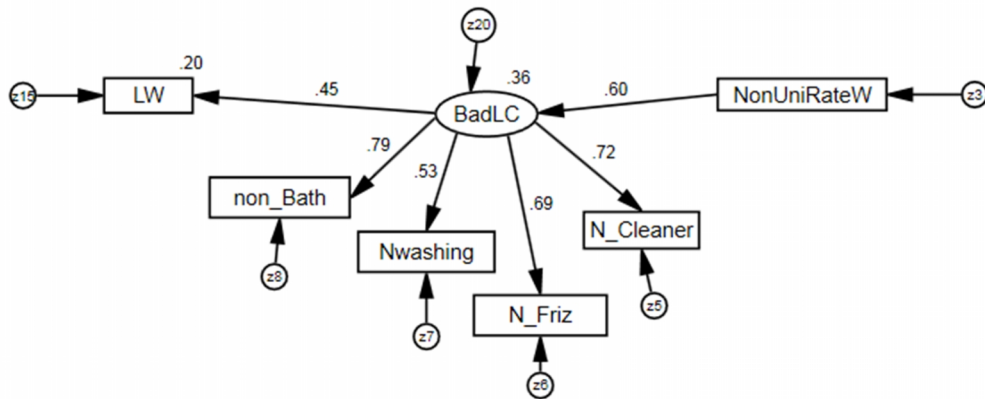 z20
.20
.36
z15
LW
.45
BadLC
.60
NonUniRateW
z3
.79
.53
.72
non_Bath
.69
N_Cleaner
Nwashing
z8
z5
N_Friz
z7
z6